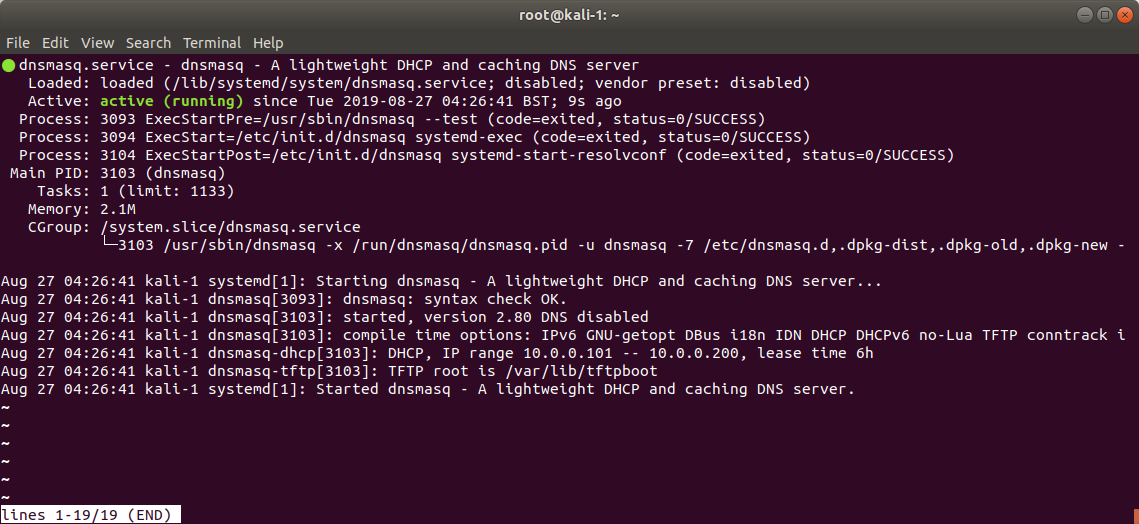 root@kali-1: ~
File Edit View Search Terminal Help
dnsmasq.service - dnsmasq - A lightweight DHCP and caching DNS server
Loaded: loaded (/lib/systemd/system/dnsmasq.service; disabled; vendor preset: disabled)
Active: active (running) since Tue 2019-08-27 04:26:41 BST; 9s ago
Process: 3093 ExecStartPre=/usr/sbin/dnsmasq --test (code=exited, status=0/SUCCESS)
Process: 3094 ExecStart=/etc/init.d/dnsmasq systemd-exec (code=exited, status=0/SUCCESS)
Process: 3104 ExecStartPost=/etc/init.d/dnsmasq systemd-start-resolvconf (code=exited, status=0/SUCCESS)
Main PID: 3103 (dnsmasq)
Tasks: 1 (limit: 1133)
Memory: 2.1M
CGroup: /system.slice/dnsmasq.service
└─3103 /usr/sbin/dnsmasq -x /run/dnsmasq/dnsmasq.pid -u dnsmasq -7 /etc/dnsmasq.d,.dpkg-dist,.dpkg-old,.dpkg-new -
Aug 27 04:26:41 kali-1 systemd[1]: Starting dnsmasq - A lightweight DHCP and caching DNS server...
Aug 27 04:26:41 kali-1 dnsmasq[3093]: dnsmasq: syntax check OK.
Aug 27 04:26:41 kali-1 dnsmasq[3103]: started, version 2.80 DNS disabled
Aug 27 04:26:41 kali-1 dnsmasq[3103]: compile time options: IPv6 GNU-getopt DBus i18n IDN DHCP DHCPv6 no-Lua TFTP conntrack i
Aug 27 04:26:41 kali-1 dnsmasq-dhcp[3103]: DHCP, IP range 10.0.0.101 -- 10.0.0.200, lease time 6h
Aug 27 04:26:41 kali-1 dnsmasq-tftp[3103]: TFTP root is /var/lib/tftpboot
Aug 27 04:26:41 kali-1 systemd[1]: Started dnsmasq - A lightweight DHCP and caching DNS server.
~
~
~
~
~
~
lines 1-19/19 (END)